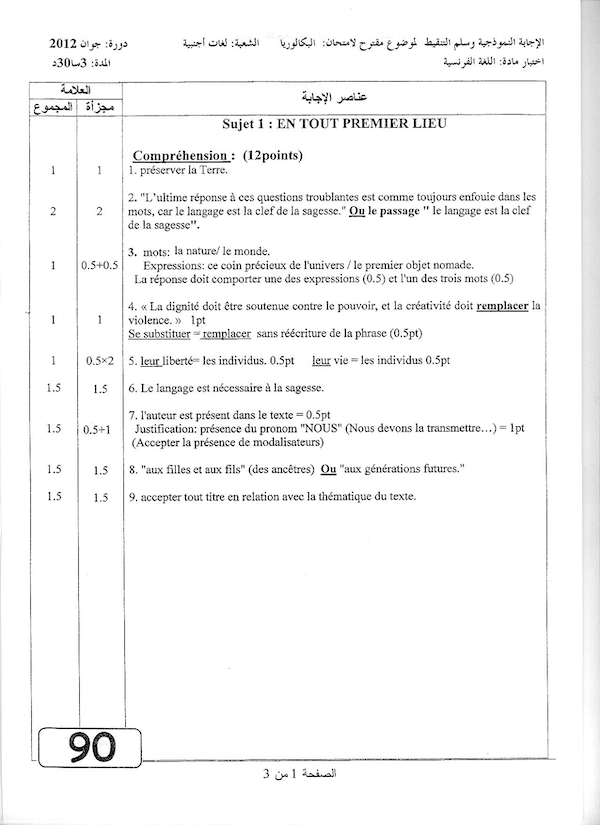 الإجابة النموذجية وسلم التنقيط لموضوع مقترح لامتحان: البكالوريا الشعبة: لغات أجنبية دورة: جوان 2012
اختبار مادة: اللغة الفرنسية المدة: 3سا30د
العلامة
عناصر الإجابة
مجزأة المجموع
Sujet 1 : EN TOUT PREMIER LIEU
Compréhension : (12points)
1 1 1. préserver la Terre.
2. "L'ultime réponse à ces questions troublantes est comme toujours enfouie dans les
2 2 mots, car le langage est la clef de la sagesse." Ou le passage " le langage est la clef
de la sagesse".
3. mots: la nature/ le monde.
1 0.5+0.5 Expressions: ce coin précieux de l'univers / le premier objet nomade.
La réponse doit comporter une des expressions (0.5) et l'un des trois mots (0.5)
4. « La dignité doit être soutenue contre le pouvoir, et la créativité doit remplacer la
1 1 violence. » 1pt
Se substituer = remplacer sans réécriture de la phrase (0.5pt)
1 0.5×2 5. leur liberté= les individus. 0.5pt leur vie = les individus 0.5pt
1.5 1.5 6. Le langage est nécessaire à la sagesse.
7. l'auteur est présent dans le texte = 0.5pt
1.5 0.5+1 Justification: présence du pronom "NOUS" (Nous devons la transmettre…) = 1pt
(Accepter la présence de modalisateurs)
1.5 1.5 8. "aux filles et aux fils" (des ancêtres) Ou "aux générations futures."
1.5 1.5 9. accepter tout titre en relation avec la thématique du texte.
90
الصفحة 1 من 3